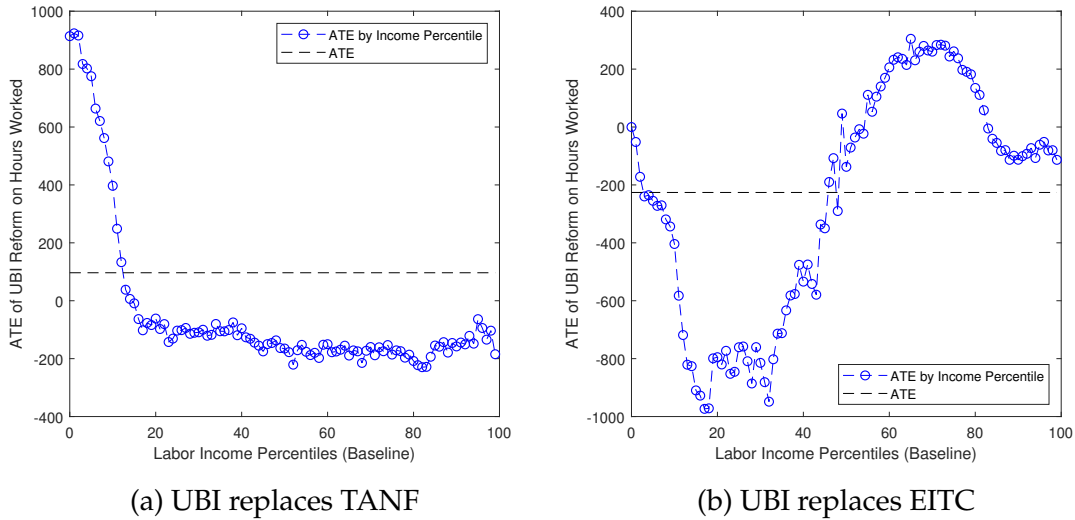 1000
800
600
400
200
0
-200
-400
0
20
40
60
80
100
ATE of UBI Reform on Hours Worked
Labor Income Percentiles (Baseline)
ATE by Income Percentile
ATE
(a) UBI replaces TANF
400
200
0
-200
-400
-600
-800
-1000
0
20
40
60
80
100
ATE of UBI Reform on Hours Worked
Labor Income Percentiles (Baseline)
ATE by Income Percentile
ATE
(b) UBI replaces EITC